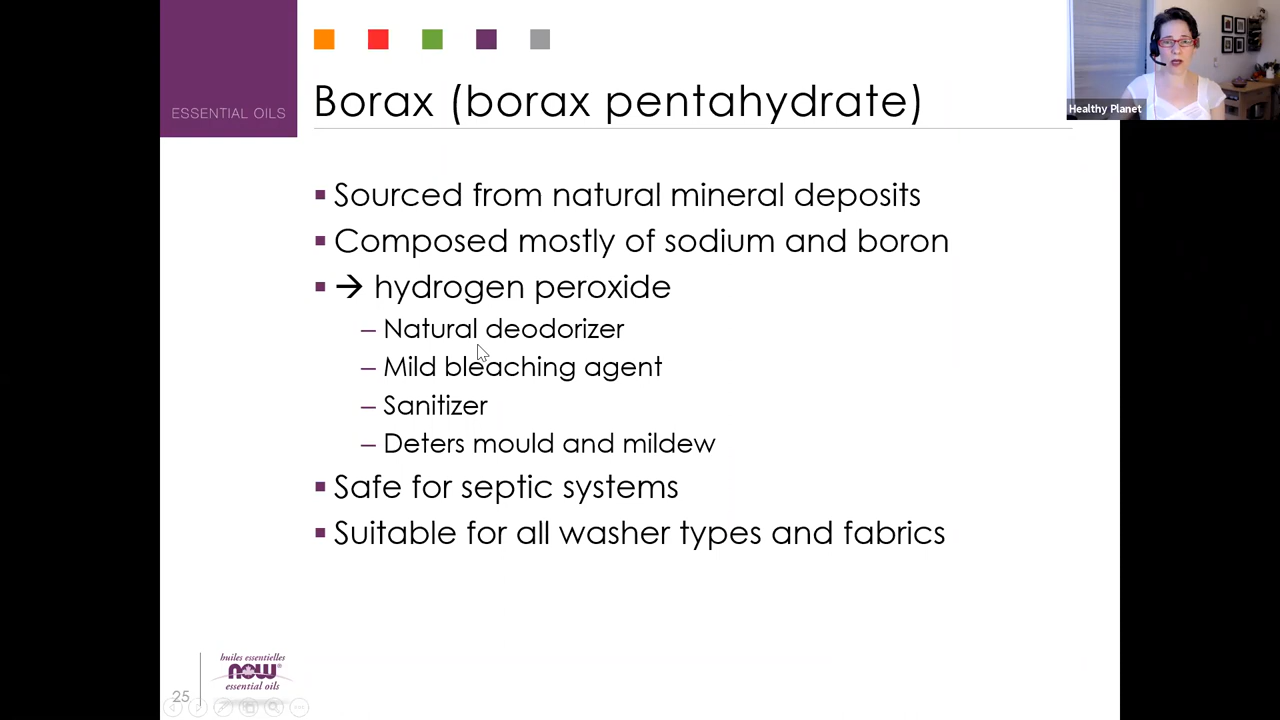 ESSENTIAL OILS
Borax (borax pentahydrate)
Healthy Planet
Sourced from natural mineral deposits
Composed mostly of sodium and boron
→ hydrogen peroxide
– Natural deodorizer
– Mild bleaching agent
– Sanitizer
– Deters mould and mildew
Safe for septic systems
Suitable for all washer types and fabrics
huiles essentielles
now
essential oils
25